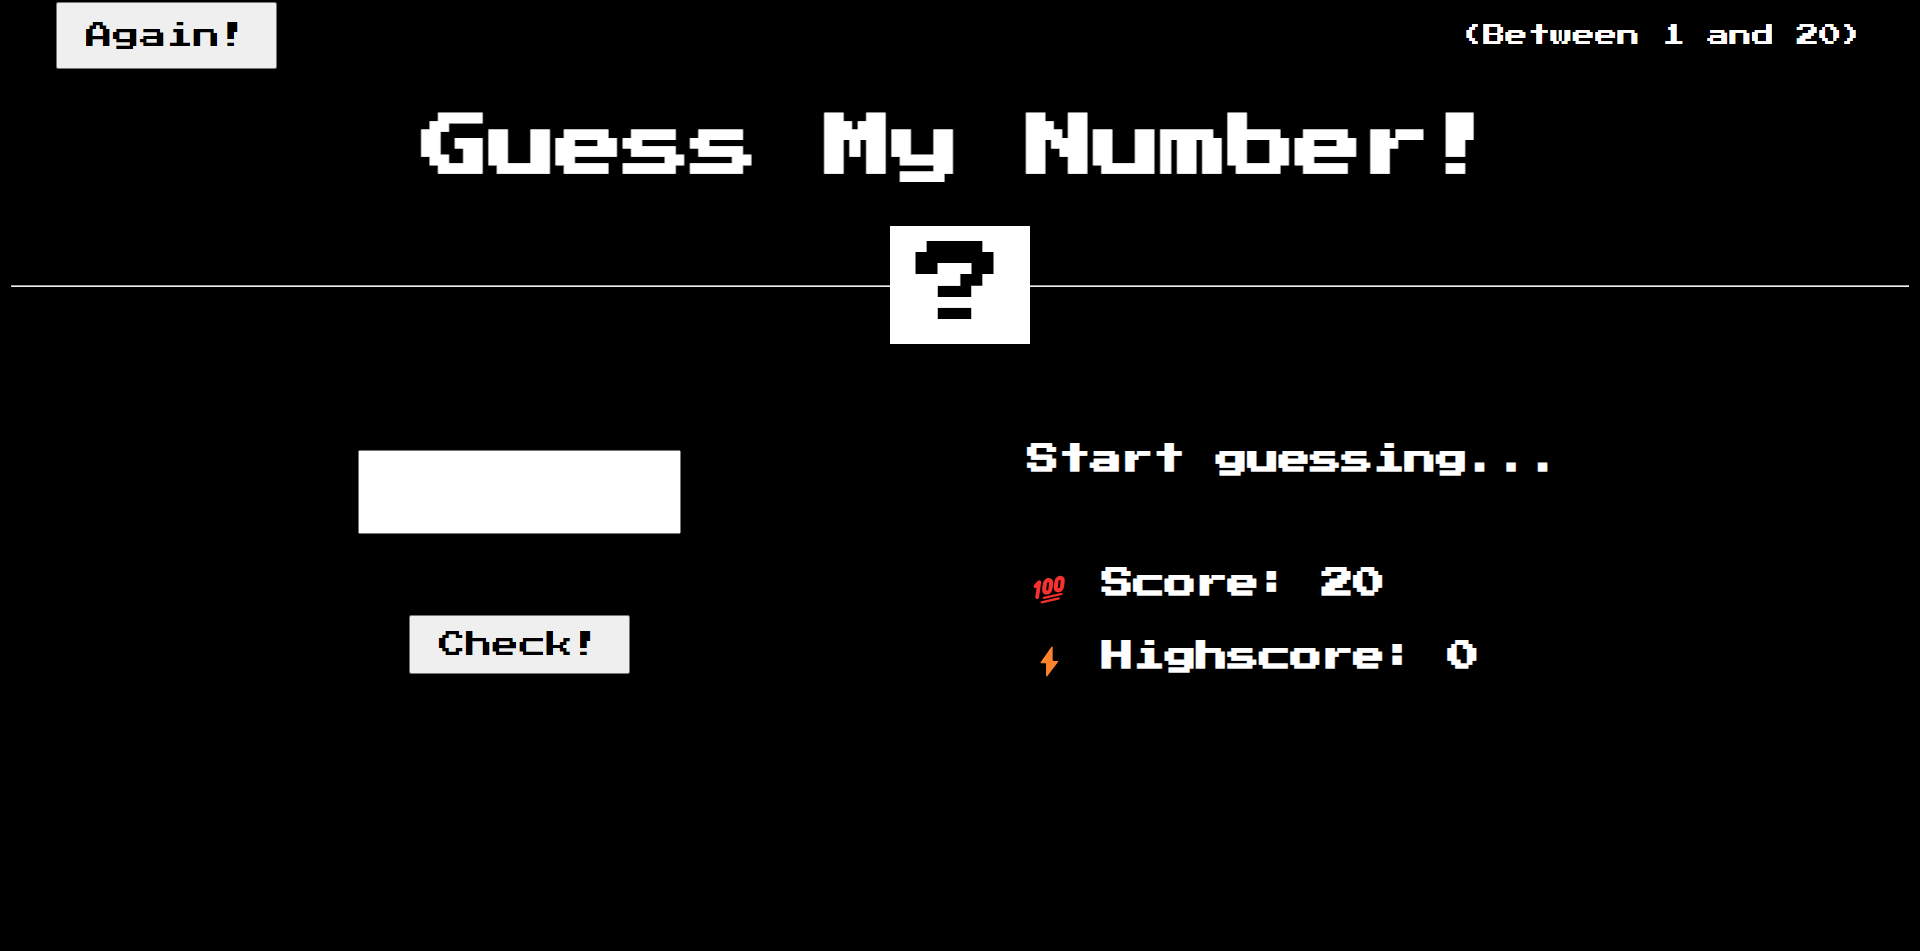 Again!
(Between 1 and 20)
Guess My Number!
?
Start guessing...
💯 Score: 20
Highscore: 0
Check!